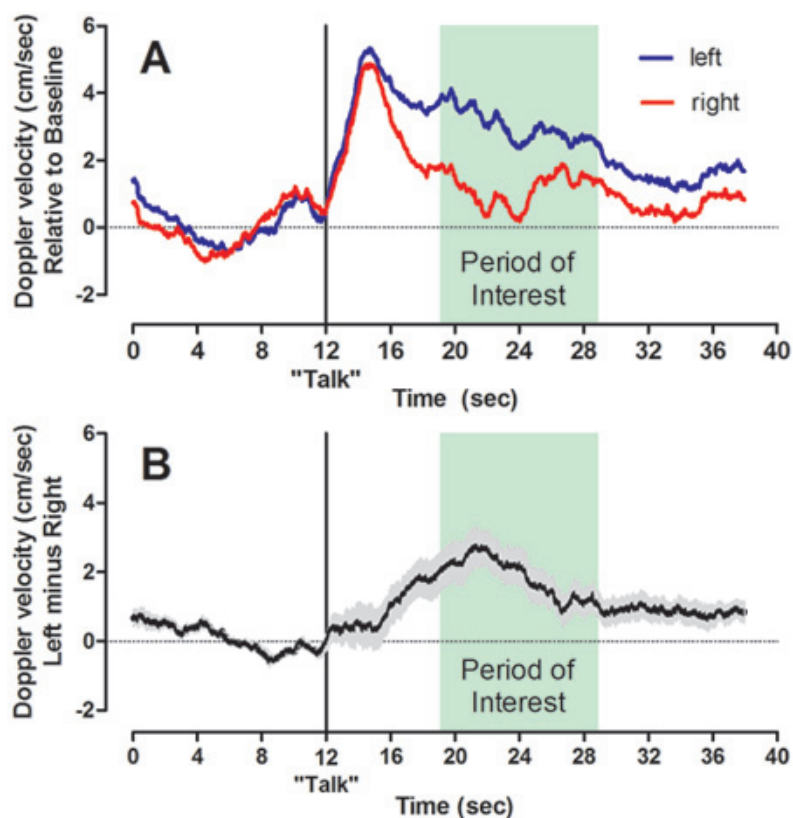 A
Doppler velocity (cm/sec)
Relative to Baseline
6
4
2
0
-2
left
right
Period of
Interest
0 4 8 12 16 20 24 28 32 36 40
"Talk"
Time (sec)
B
Doppler velocity (cm/sec)
Left minus Right
6
4
2
0
-2
Period of
Interest
0 4 8 12 16 20 24 28 32 36 40
"Talk"
Time (sec)